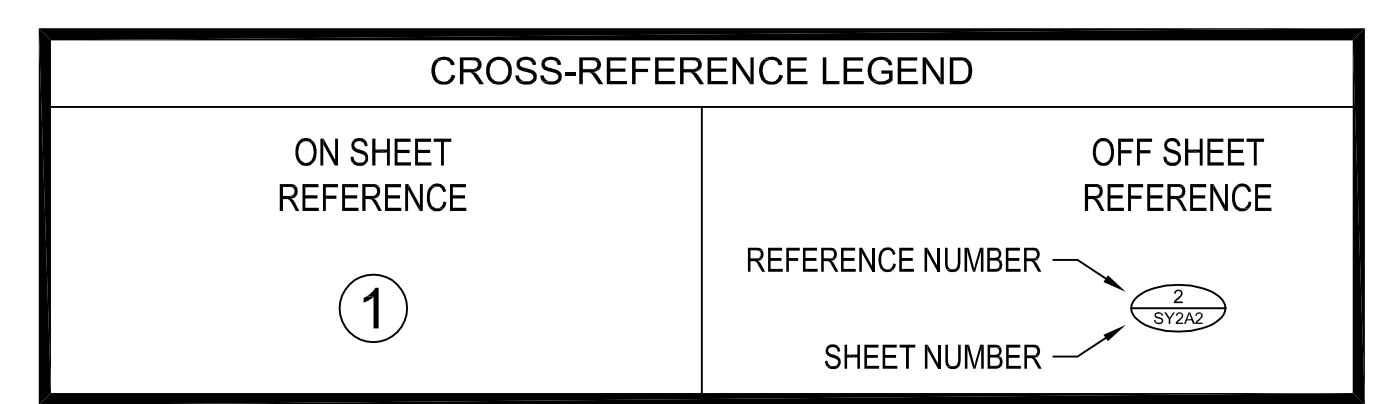 CROSS-REFERENCE LEGEND
ON SHEET
REFERENCE
1
OFF SHEET
REFERENCE
REFERENCE NUMBER
2
SY2A2
SHEET NUMBER